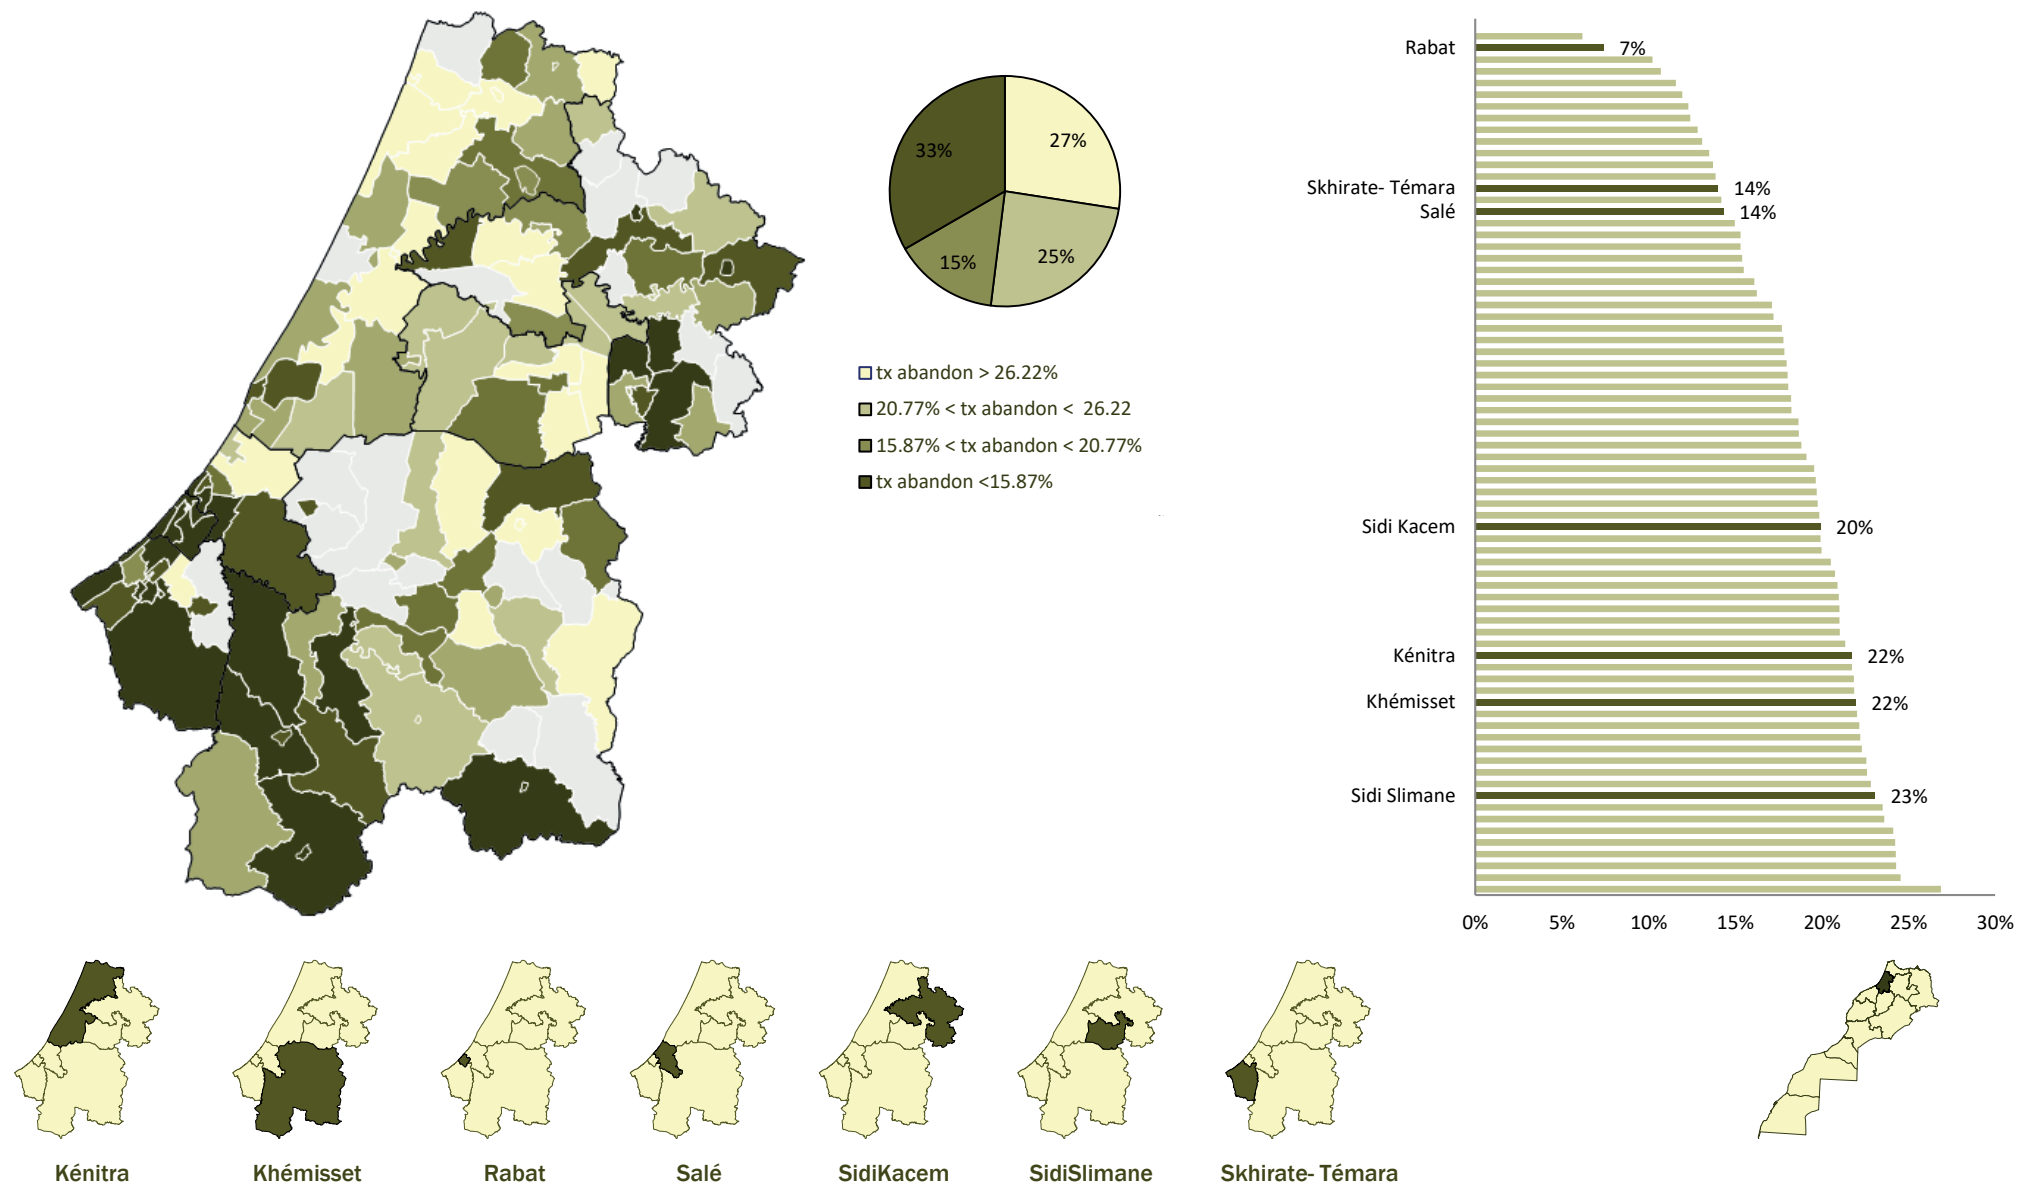 33%
27%
15%
25%
tx abandon > 26.22%
20.77% < tx abandon < 26.22
15.87% < tx abandon < 20.77%
tx abandon <15.87%
Rabat 7%
Skhirate- Témara 14%
Salé 14%
Sidi Kacem 20%
Kénitra 22%
Khémisset 22%
Sidi Slimane 23%
0% 5% 10% 15% 20% 25% 30%
Kénitra Khémisset Rabat Salé SidiKacem SidiSlimane Skhirate- Témara